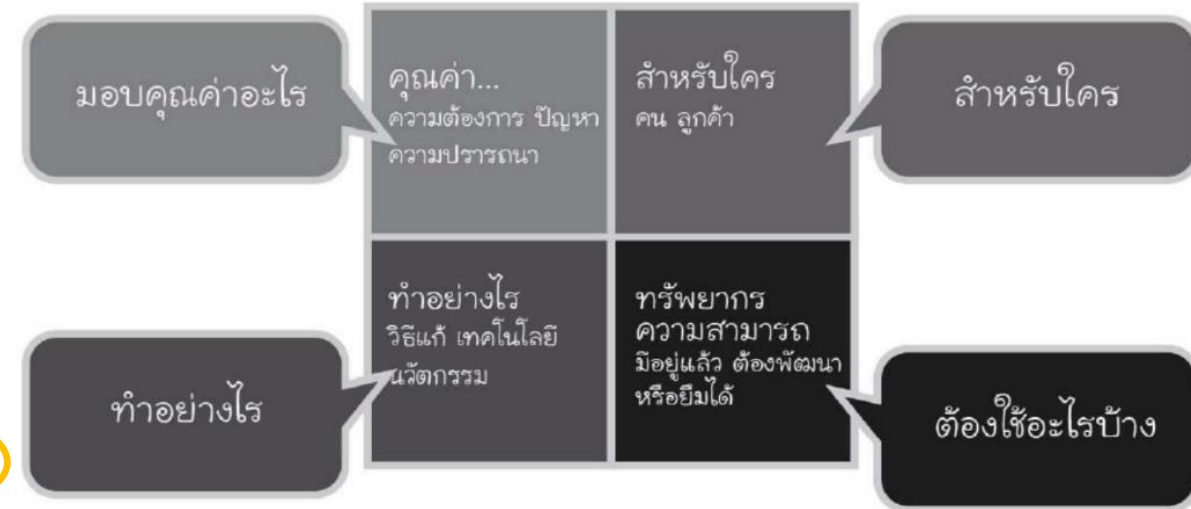 มอบคุณค่าอะไร
คุณค่า...
ความต้องการ ปัญหา
ความปรารถนา
สำหรับใคร
คน ลูกค้า
สำหรับใคร
ทำอย่างไร
ทำอย่างไร
วิธีแก้ เทคโนโลยี
นวัตกรรม
ทรัพยากร
ความสามารถ
มีอยู่แล้ว ต้องพัฒนา
หรือยืมได้
ต้องใช้อะไรบ้าง